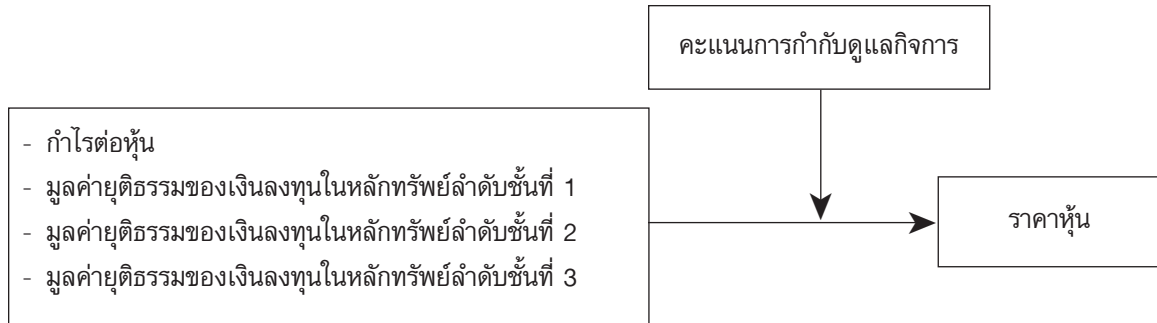 คะแนนการกำกับดูแลกิจการ
- กำไรต่อหุ้น
- มูลค่ายุติธรรมของเงินลงทุนในหลักทรัพย์ลำดับชั้นที่ 1
- มูลค่ายุติธรรมของเงินลงทุนในหลักทรัพย์ลำดับชั้นที่ 2
- มูลค่ายุติธรรมของเงินลงทุนในหลักทรัพย์ลำดับชั้นที่ 3
ราคาหุ้น